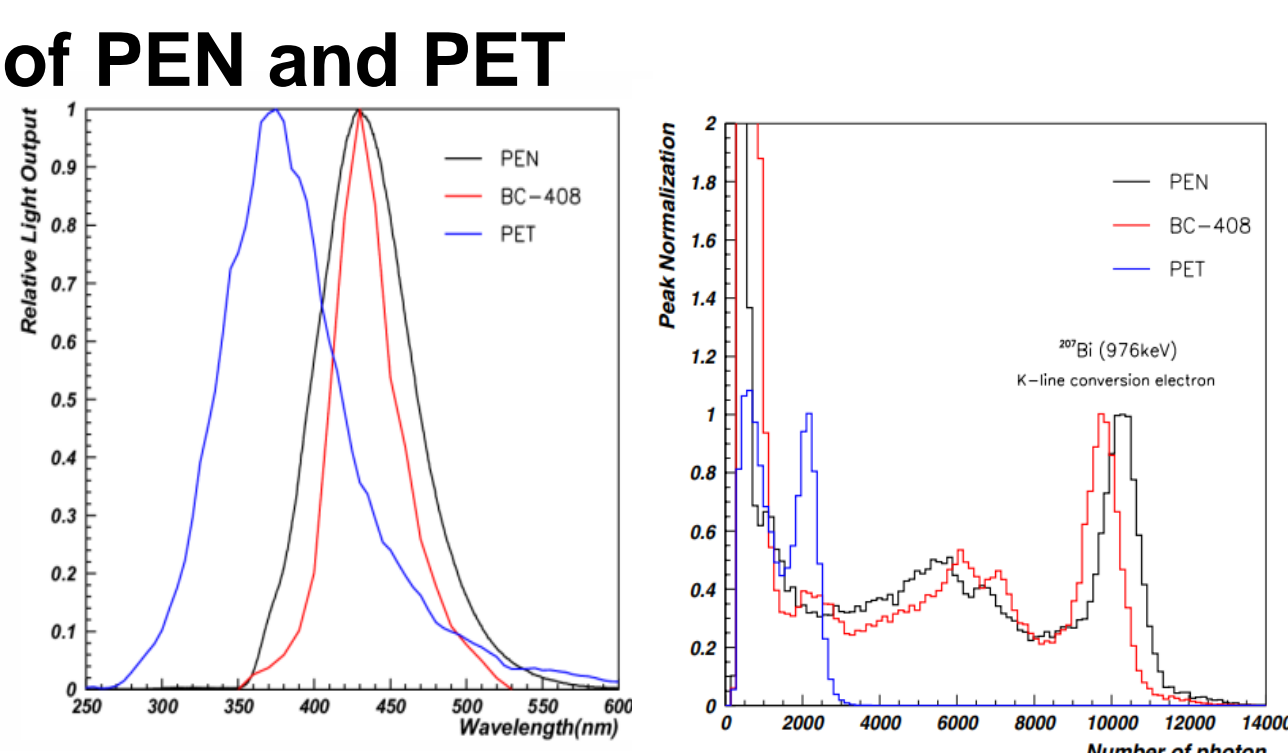 of PEN and PET
Relative Light Output
1
0.9
0.8
0.7
0.6
0.5
0.4
0.3
0.2
0.1
0
PEN
BC-408
PET
250 300 350 400 450 500 550 600
Wavelength(nm)
Peak Normalization
2
1.8
1.6
1.4
1.2
1
0.8
0.6
0.4
0.2
0
PEN
BC-408
PET
207Bi (976keV)
K-line conversion electron
0 2000 4000 6000 8000 10000 12000 14000
Number of photon